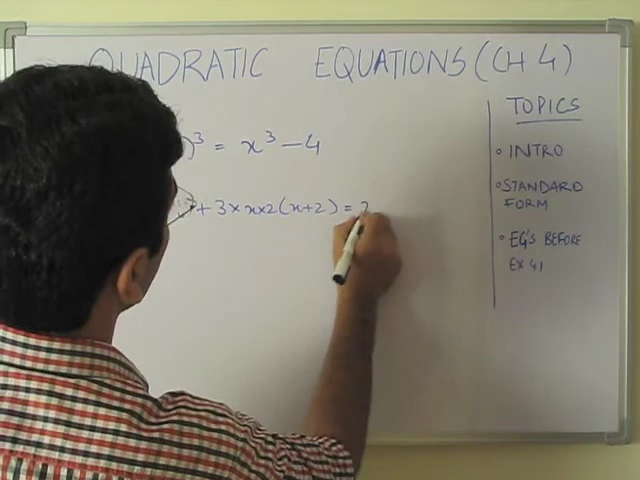 QUADRATIC EQUATIONS (CH 4)
)³ = x³ – 4
+ 3 × x × 2 (x+2) =
TOPICS
• INTRO
• STANDARD
FORM
• EG'S BEFORE
EX 4.1